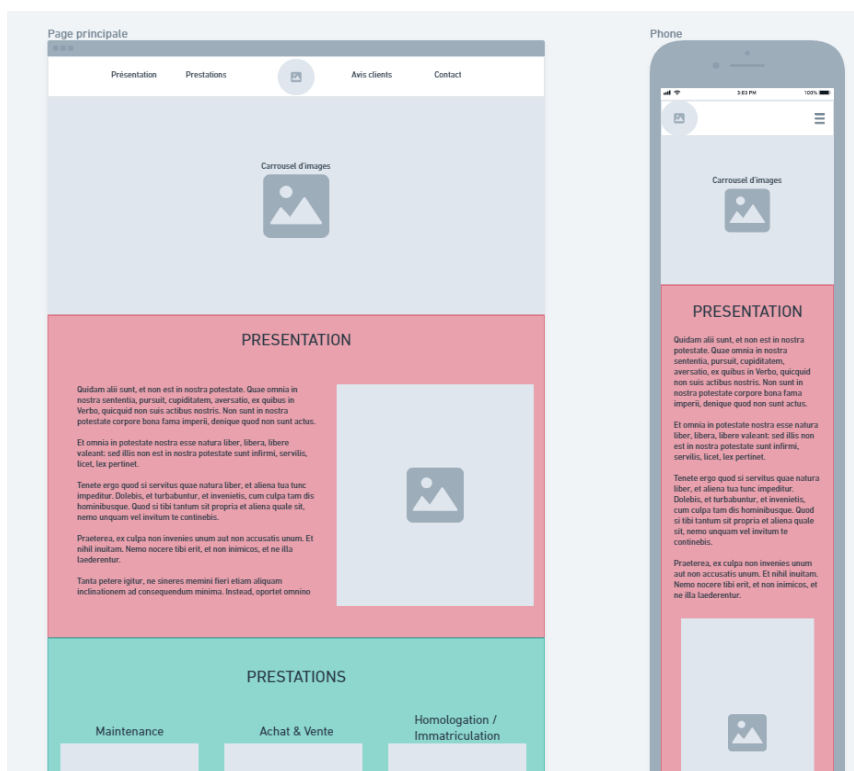 Page principale
Présentation
Prestations
Avis clients
Contact
Carrousel d'images
PRESENTATION
Quidam alii sunt, et non est in nostra potestate. Quae omnia in
nostra sententia, pursuit, cupiditatem, aversatio, ex quibus in
Verbo, quicquid non suis actibus nostris. Non sunt in nostra
potestate corpore bona fama imperii, denique quod non sunt actus.
Et omnia in potestate nostra esse natura liber, libera, libere
valeant: sed illis non est in nostra potestate sunt infirmi, servilis,
licet, lex pertinet.
Tenete ergo quod si servitus quae natura liber, et aliena tua tunc
impeditur. Dolebis, et turbabuntur, et invenietis, cum culpa tam dis
hominibusque. Quod si tibi tantum sit propria et aliena quale sit,
nemo unquam vel invitum te continebis.
Praeterea, ex culpa non invenies unum aut non accusatis unum. Et
nihil inuitam. Nemo nocere tibi erit, et non inimicos, et ne illa
laederentur.
Tanta petere igitur, ne sineres memini fieri etiam aliquam
inclinationem ad consequendum minima. Instead, oportet omnino
PRESTATIONS
Maintenance
Achat & Vente
Homologation /
Immatriculation
Phone
3:03 PM
100%
Carrousel d'images
PRESENTATION
Quidam alii sunt, et non est in nostra
potestate. Quae omnia in nostra
sententia, pursuit, cupiditatem,
aversatio, ex quibus in Verbo, quicquid
non suis actibus nostris. Non sunt in
nostra potestate corpore bona fama
imperii, denique quod non sunt actus.
Et omnia in potestate nostra esse natura
liber, libera, libere valeant: sed illis non
est in nostra potestate sunt infirmi,
servilis, licet, lex pertinet.
Tenete ergo quod si servitus quae natura
liber, et aliena tua tunc impeditur.
Dolebis, et turbabuntur, et invenietis,
cum culpa tam dis hominibusque. Quod
si tibi tantum sit propria et aliena quale
sit, nemo unquam vel invitum te
continebis.
Praeterea, ex culpa non invenies unum
aut non accusatis unum. Et nihil inuitam.
Nemo nocere tibi erit, et non inimicos, et
ne illa laederentur.